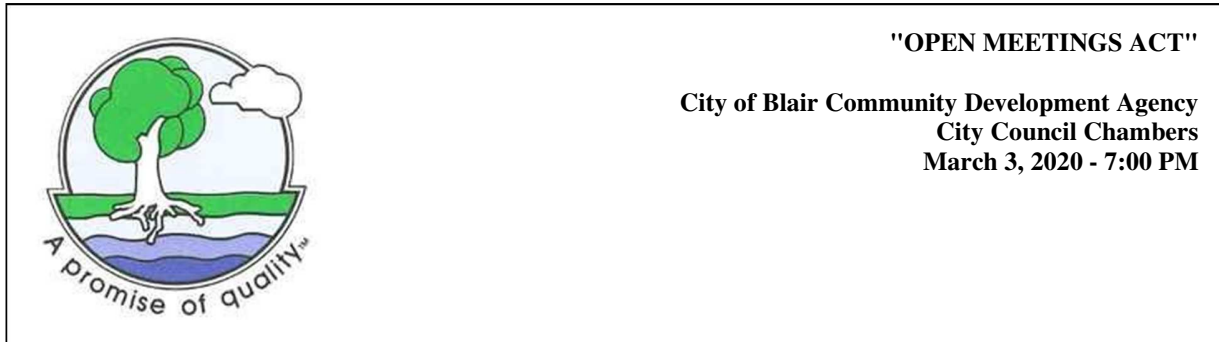 "OPEN MEETINGS ACT"
City of Blair Community Development Agency
City Council Chambers
March 3, 2020 - 7:00 PM
A promise of quality™